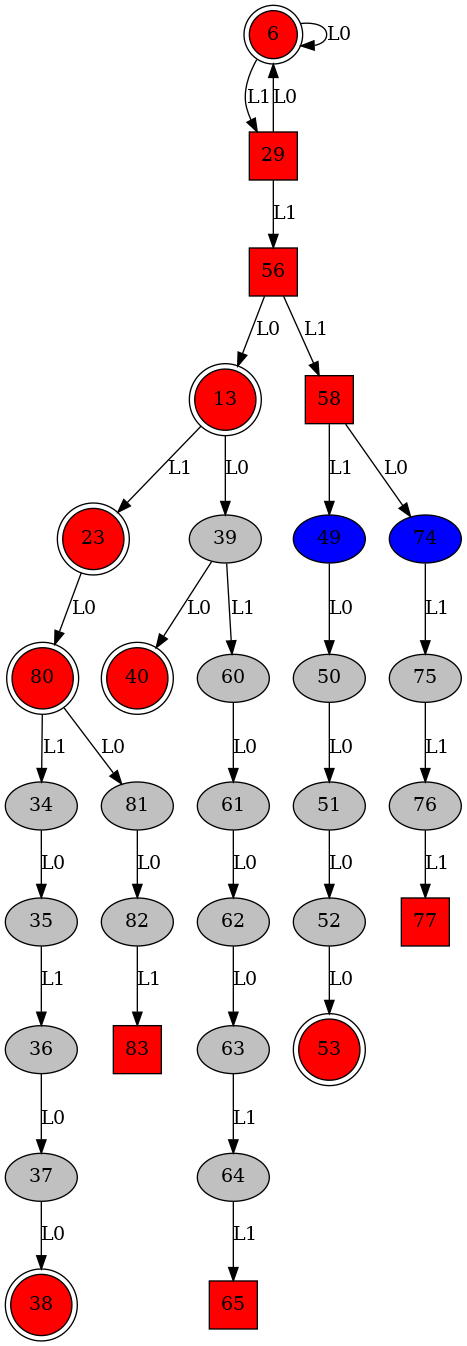 6
L0
L1 L0
29
L1
56
L0 L1
13 58
L1 L0 L1 L0
23 39 49 74
L0 L0 L1 L0 L1
80 40 60 50 75
L1 L0 L0 L0 L1
34 81 61 51 76
L0 L0 L0 L0 L1
35 82 62 52 77
L1 L1 L0 L0
36 83 63 53
L0 L1
37 64
L0 L1
38 65